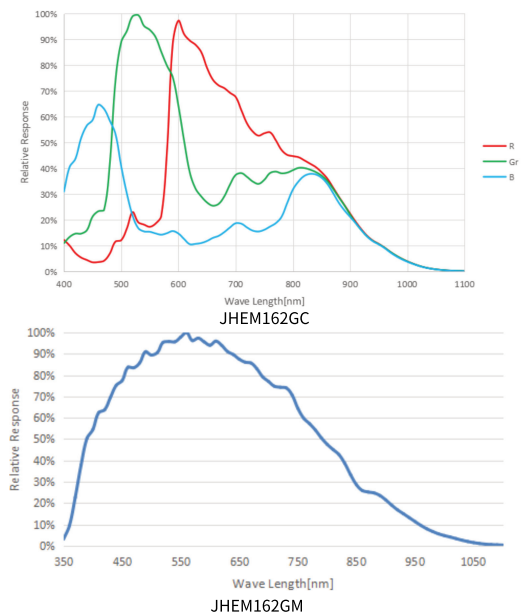 100%
90%
80%
70%
60%
50%
40%
30%
20%
10%
0%
Relative Response
400 500 600 700 800 900 1000 1100
Wave Length[nm]
R
Gr
B
JHEM162GC
100%
90%
80%
70%
60%
50%
40%
30%
20%
10%
0%
Relative Response
350 450 550 650 750 850 950 1050
Wave Length[nm]
JHEM162GM